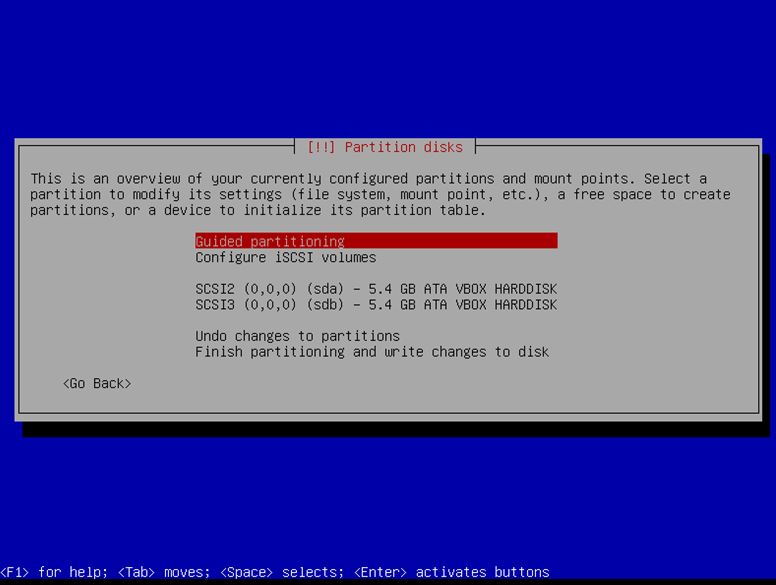 [!!] Partition disks
This is an overview of your currently configured partitions and mount points. Select a
partition to modify its settings (file system, mount point, etc.), a free space to create
partitions, or a device to initialize its partition table.
Guided partitioning
Configure iSCSI volumes
SCSI2 (0,0,0) (sda) - 5.4 GB ATA VBOX HARDDISK
SCSI3 (0,0,0) (sdb) - 5.4 GB ATA VBOX HARDDISK
Undo changes to partitions
Finish partitioning and write changes to disk
<Go Back>
<F1> for help; <Tab> moves; <Space> selects; <Enter> activates buttons